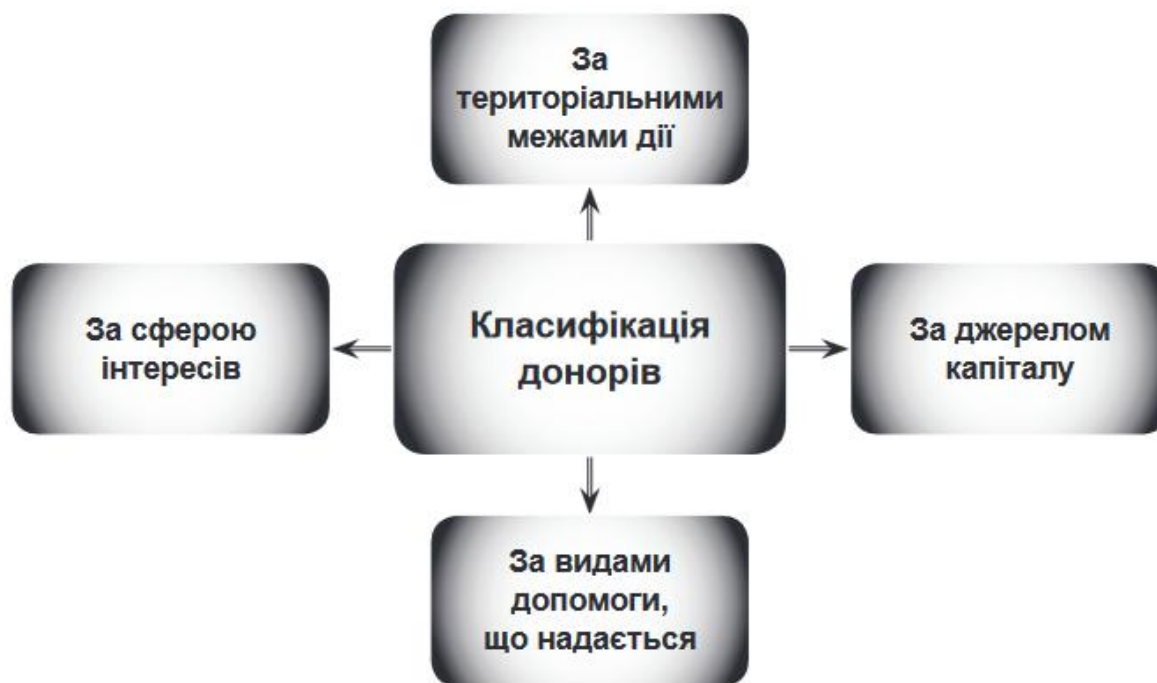 За
територіальними
межами дії
За сферою
інтересів
Класифікація
донорів
За джерелом
капіталу
За видами
допомоги,
що надається